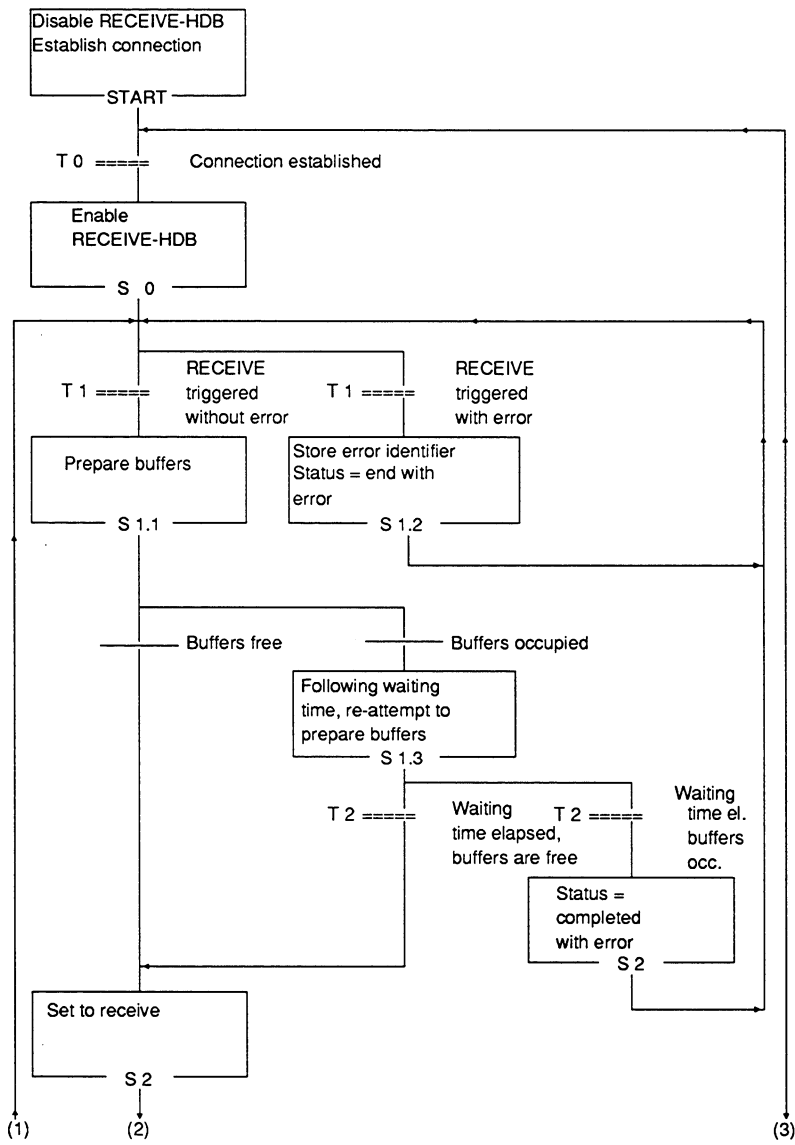 Disable RECEIVE-HDB
Establish connection
START
T 0 =====
Connection established
Enable
RECEIVE-HDB
S 0
T 1 =====
RECEIVE
triggered
without error
T 1 =====
RECEIVE
triggered
with error
Prepare buffers
S 1.1
Store error identifier
Status = end with
error
S 1.2
Buffers free
Buffers occupied
Following waiting
time, re-attempt to
prepare buffers
S 1.3
T 2 =====
Waiting
time elapsed,
buffers are free
T 2 =====
Waiting
time el.
buffers
occ.
Status =
completed
with error
S 2
Set to receive
S 2
(1)
(2)
(3)